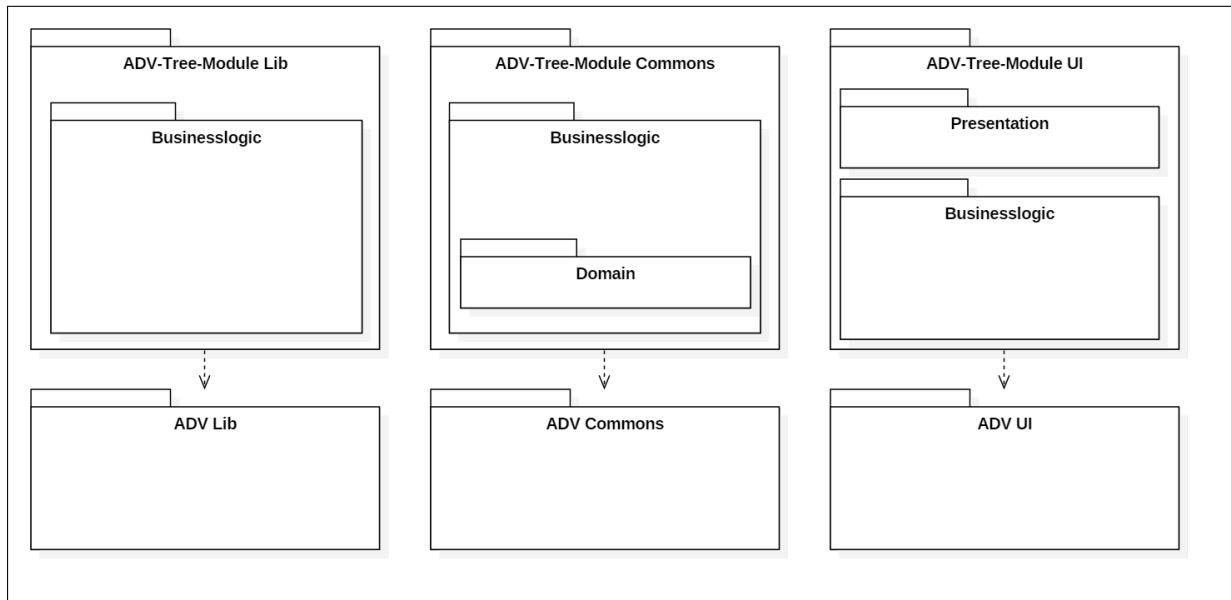 ADV-Tree-Module Lib
Businesslogic
ADV-Tree-Module Commons
Businesslogic
Domain
ADV-Tree-Module UI
Presentation
Businesslogic
ADV Lib
ADV Commons
ADV UI